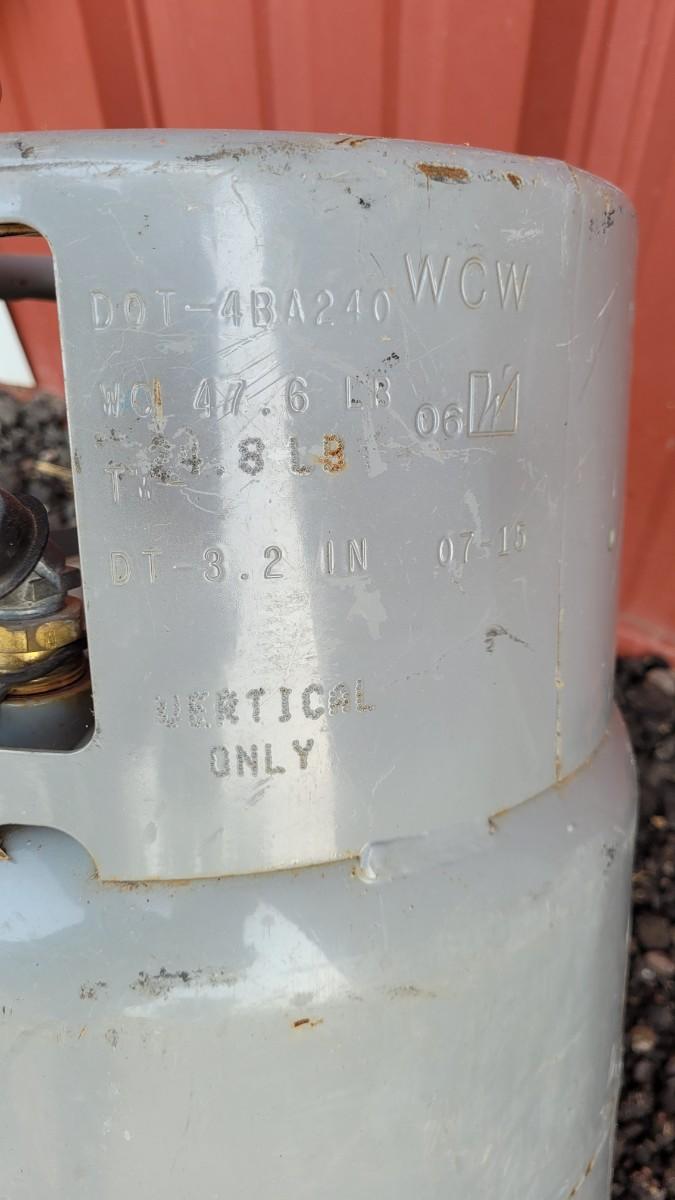 DOT-4BA240 WCW
WC 47.6 LB 06
TW 24.8 LB
DT-3.2 IN 07-15
VERTICAL
ONLY